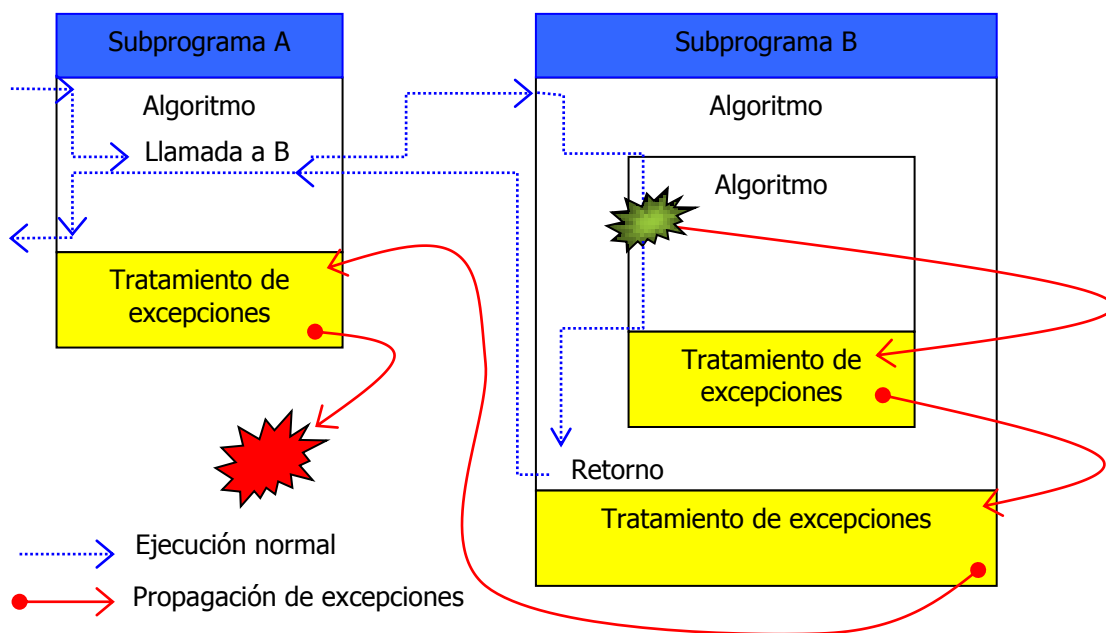 Subprograma A
Algoritmo
Llamada a B
Tratamiento de
excepciones
Subprograma B
Algoritmo
Algoritmo
Tratamiento de
excepciones
Retorno
Tratamiento de excepciones
Ejecución normal
Propagación de excepciones